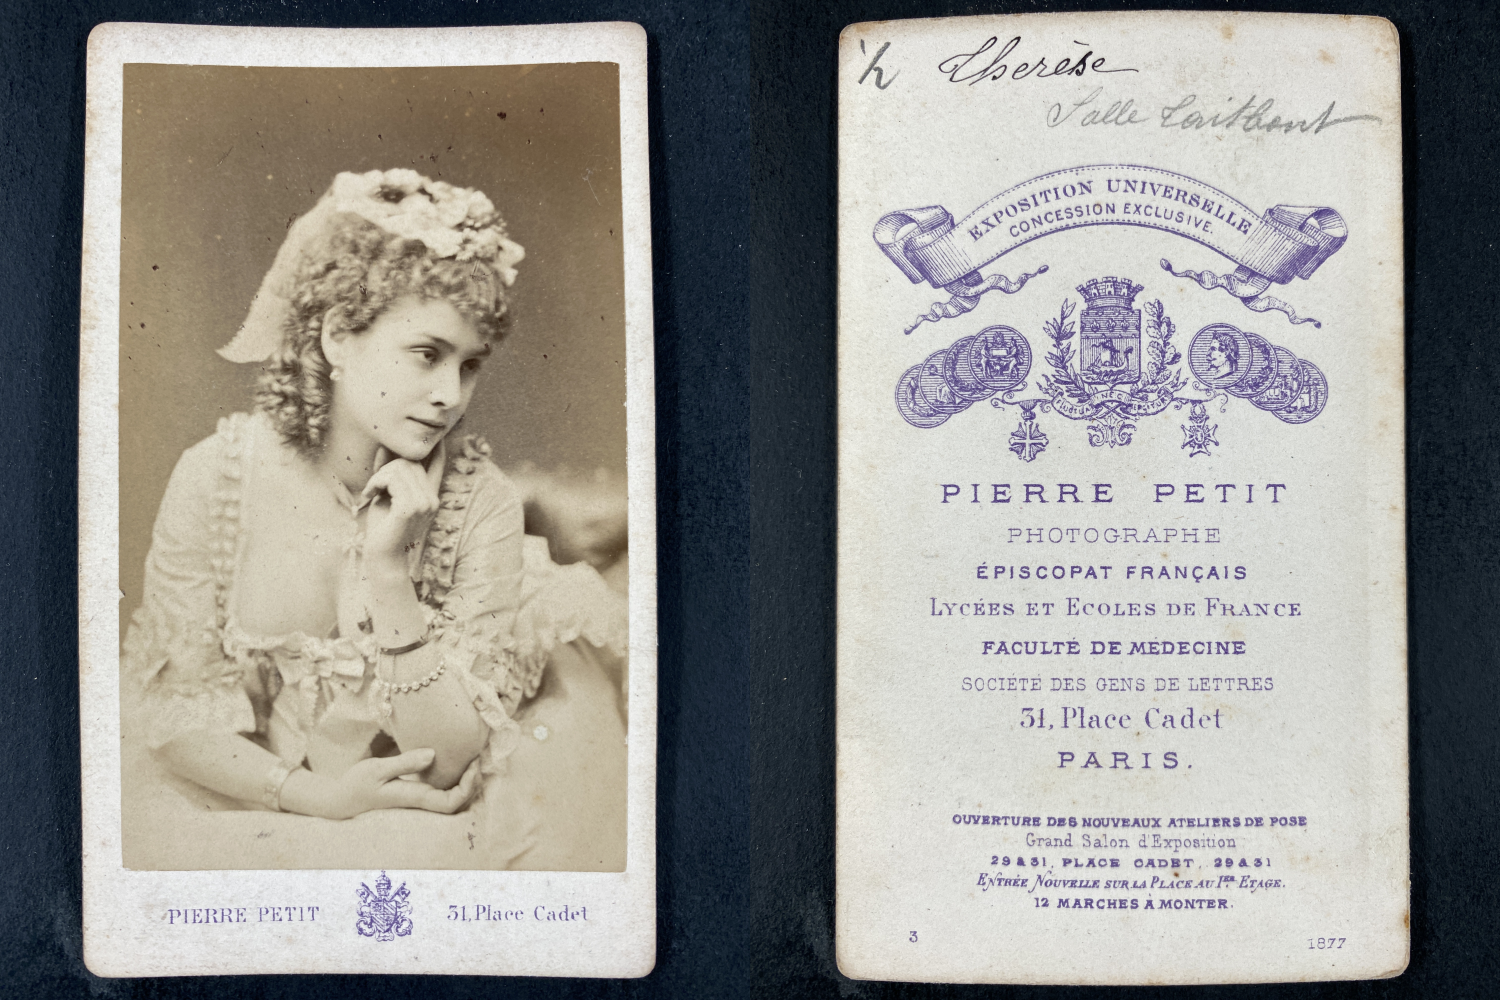 PIERRE PETIT
31, Place Cadet
Therèse
Salle Taitbout
EXPOSITION UNIVERSELLE
CONCESSION EXCLUSIVE.
PIERRE PETIT
PHOTOGRAPHE
ÉPISCOPAT FRANÇAIS
LYCÉES ET ECOLES DE FRANCE
FACULTÉ DE MÉDECINE
SOCIÉTÉ DES GENS DE LETTRES
31, Place Cadet
PARIS.
OUVERTURE DES NOUVEAUX ATELIERS DE POSE
Grand Salon d'Exposition
29 & 31, PLACE CADET, 29 & 31
ENTRÉE NOUVELLE SUR LA PLACE AU 1ER ETAGE.
12 MARCHES A MONTER.
3
1877